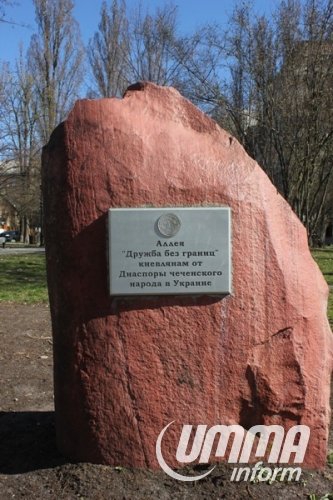 Аллея
"Дружба без границ"
киевлянам от
Диаспоры чеченского
народа в Украине
UMMA
inform